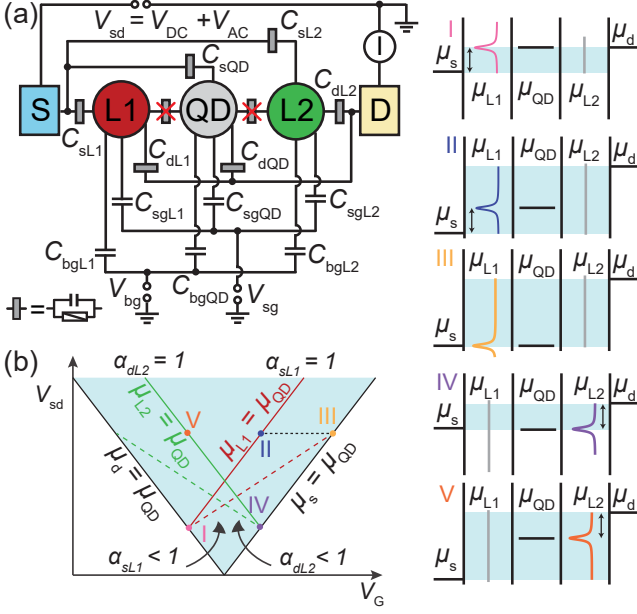 (a)
V_sd = V_DC + V_AC
C_sL2
I
C_sQD
C_dL2
S
L1
QD
L2
D
C_sL1
C_dL1
C_dQD
C_sgL1
C_sgQD
C_sgL2
C_bgL1
C_bgQD
C_bgL2
V_bg
V_sg
=
(b)
α_dL2 = 1
α_sL1 = 1
V_sd
μ_L2 = μ_QD
μ_L1 = μ_QD
V
II
III
μ_d = μ_QD
μ_s = μ_QD
I
IV
α_sL1 < 1
α_dL2 < 1
V_G
I
μ_d
μ_s
μ_L1
μ_QD
μ_L2
II
μ_L1
μ_QD
μ_L2
μ_d
μ_s
III
μ_L1
μ_QD
μ_L2
μ_d
μ_s
IV
μ_L1
μ_QD
μ_L2
μ_d
μ_s
V
μ_L1
μ_QD
μ_L2
μ_d
μ_s